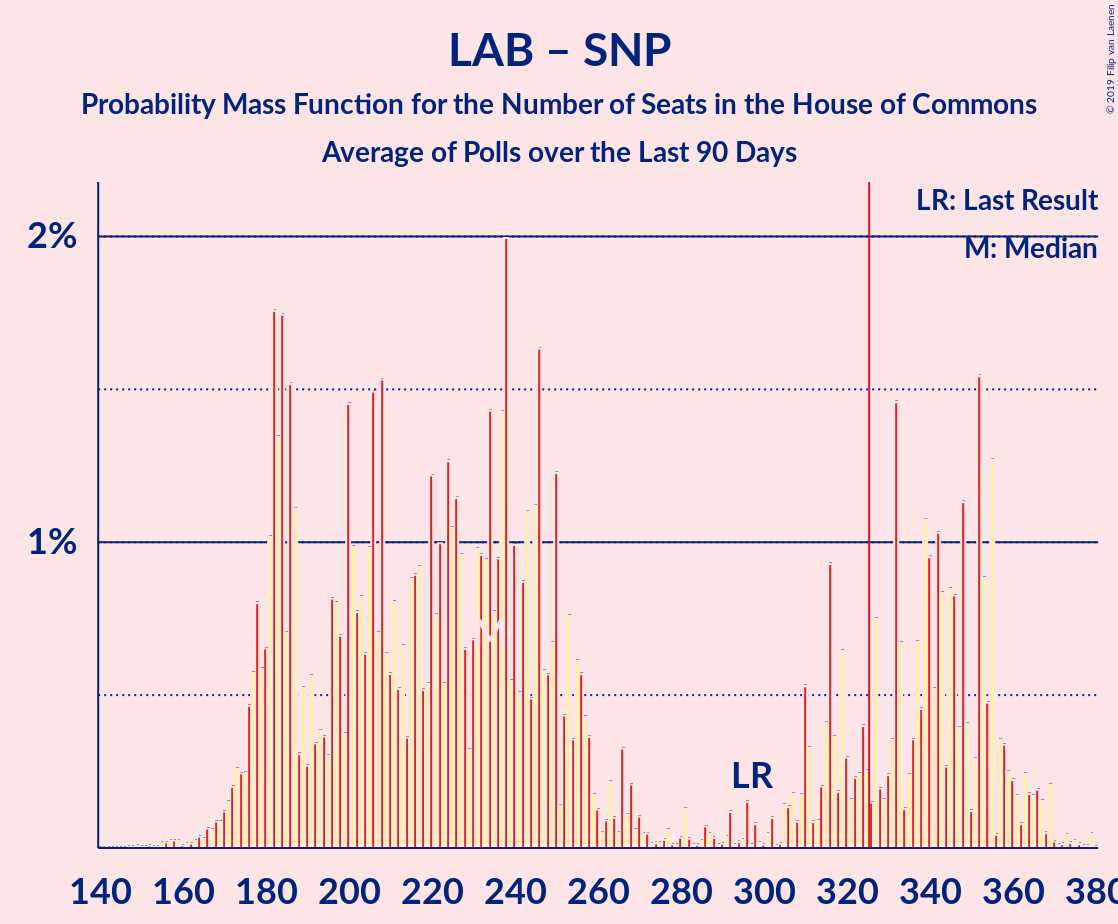 LAB – SNP
Probability Mass Function for the Number of Seats in the House of Commons
Average of Polls over the Last 90 Days
© 2019 Filip van Laenen
LR: Last Result
M: Median
2%
1%
M
LR
140 160 180 200 220 240 260 280 300 320 340 360 380